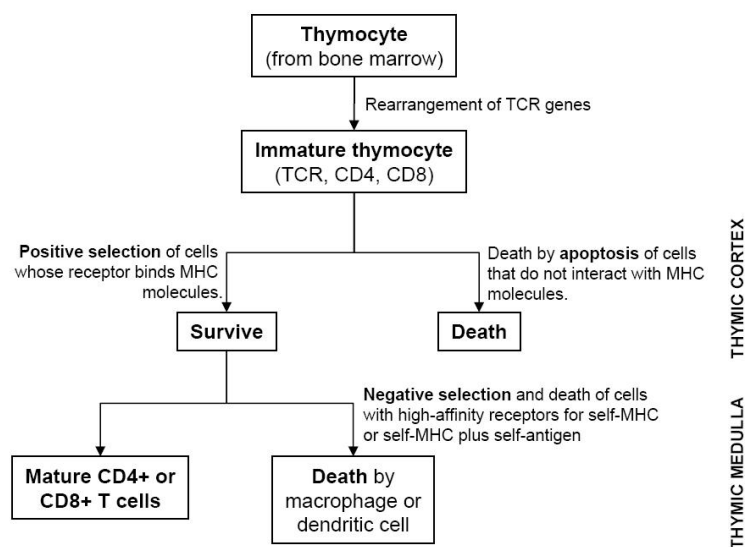 Thymocyte
(from bone marrow)
Rearrangement of TCR genes
Immature thymocyte
(TCR, CD4, CD8)
Positive selection of cells
whose receptor binds MHC
molecules.
Death by apoptosis of cells
that do not interact with MHC
molecules.
THYMIC CORTEX
Survive
Death
Negative selection and death of cells
with high-affinity receptors for self-MHC
or self-MHC plus self-antigen
THYMIC MEDULLA
Mature CD4+ or
CD8+ T cells
Death by
macrophage or
dendritic cell